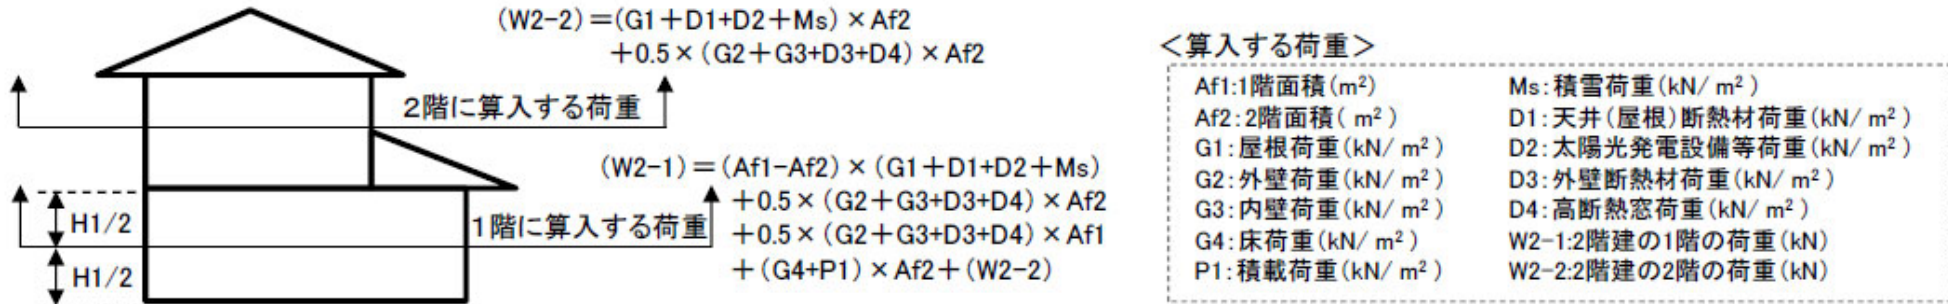 (W2-2)=(G1+D1+D2+Ms)×Af2
+0.5×(G2+G3+D3+D4)×Af2
2階に算入する荷重
(W2-1)=(Af1-Af2)×(G1+D1+D2+Ms)
+0.5×(G2+G3+D3+D4)×Af2
+0.5×(G2+G3+D3+D4)×Af1
+(G4+P1)×Af2+(W2-2)
1階に算入する荷重
H1/2
H1/2
<算入する荷重>
Af1:1階面積(m²)
Af2:2階面積(m²)
G1:屋根荷重(kN/m²)
G2:外壁荷重(kN/m²)
G3:内壁荷重(kN/m²)
G4:床荷重(kN/m²)
P1:積載荷重(kN/m²)
Ms:積雪荷重(kN/m²)
D1:天井(屋根)断熱材荷重(kN/m²)
D2:太陽光発電設備等荷重(kN/m²)
D3:外壁断熱材荷重(kN/m²)
D4:高断熱窓荷重(kN/m²)
W2-1:2階建の1階の荷重(kN)
W2-2:2階建の2階の荷重(kN)